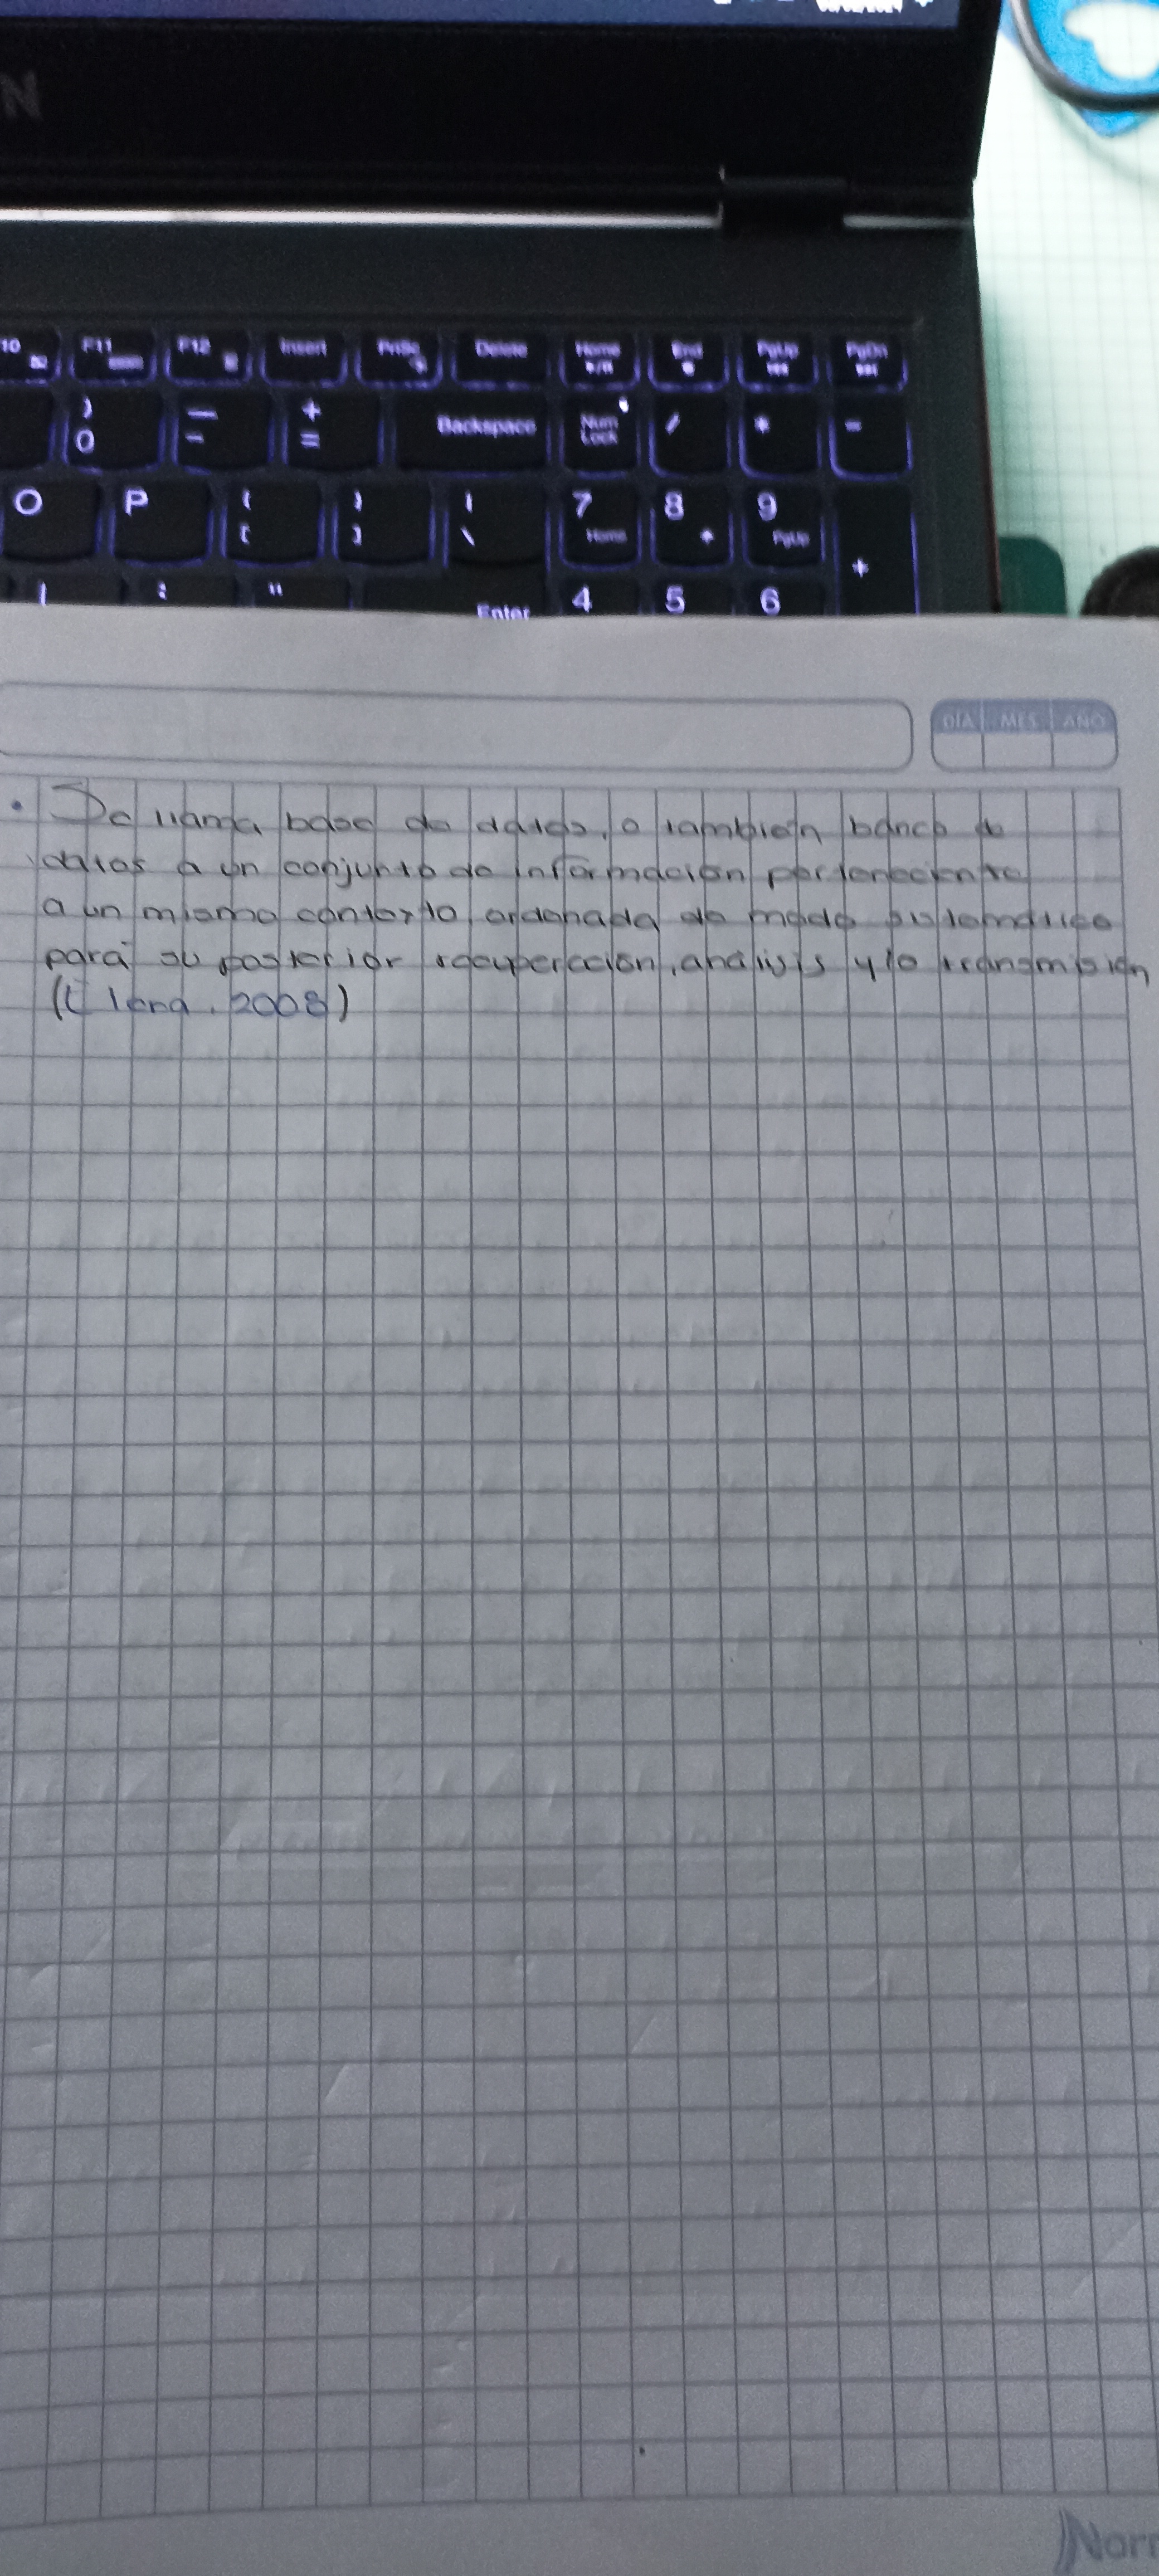 N
10 F11 F12 Insert PrtSc Delete Home End PgUp PgDn
) 0 — - + = Backspace Num Lock / * -
O P { [ } ] | \ 7 Home 8 9 PgUp +
: " Enter 4 5 6
DÍA MES AÑO
• Se llama base de datos, o también banco de
datos a un conjunto de información perteneciente
a un mismo contexto, ordenada de modo sistemático
para su posterior recuperación, análisis y/o transmisión
2008)
Norm